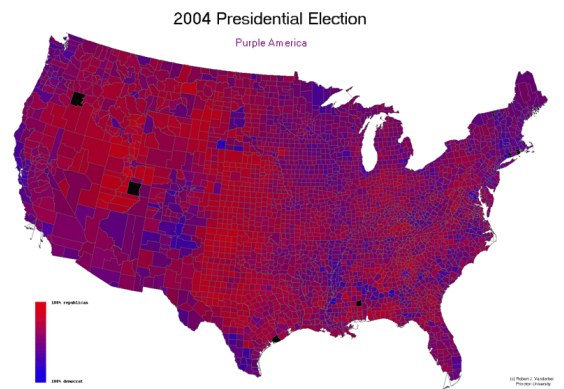 2004 Presidential Election
Purple America
100% republican
100% democrat
(c) Robert J. Vanderbei
Princeton University